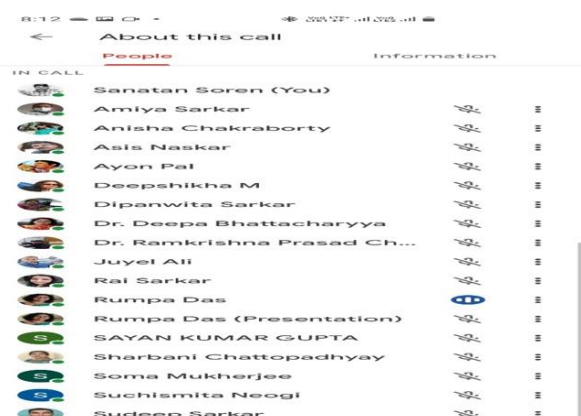 8:12
About this call
People Information
IN CALL
Sanatan Soren (You)
Amiya Sarkar
Anisha Chakraborty
Asis Naskar
Ayon Pal
Deepshikha M
Dipanwita Sarkar
Dr. Deepa Bhattacharyya
Dr. Ramkrishna Prasad Ch...
Juyel Ali
Rai Sarkar
Rumpa Das
Rumpa Das (Presentation)
S SAYAN KUMAR GUPTA
Sharbani Chattopadhyay
S Soma Mukherjee
S Suchismita Neogi
Sudeep Sarkar